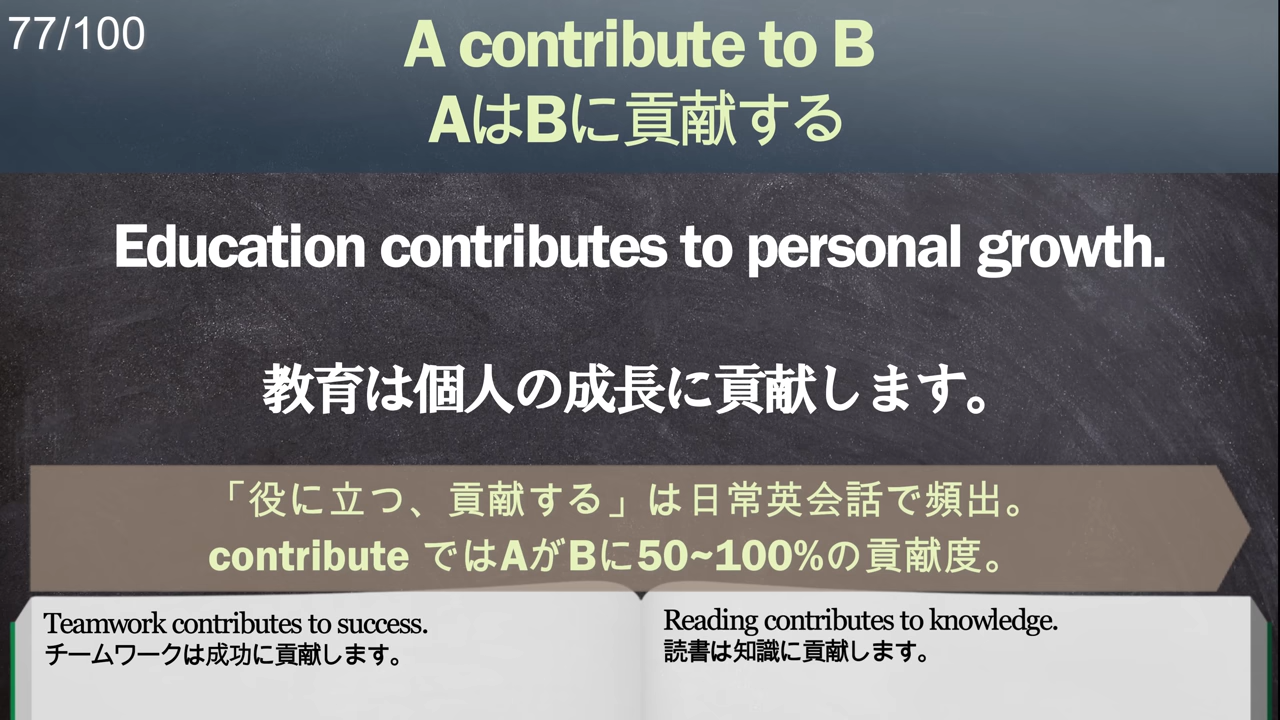 77/100
A contribute to B
AはBに貢献する
Education contributes to personal growth.
教育は個人の成長に貢献します。
「役に立つ、貢献する」は日常英会話で頻出。
contribute ではAがBに50~100%の貢献度。
Teamwork contributes to success.
チームワークは成功に貢献します。
Reading contributes to knowledge.
読書は知識に貢献します。